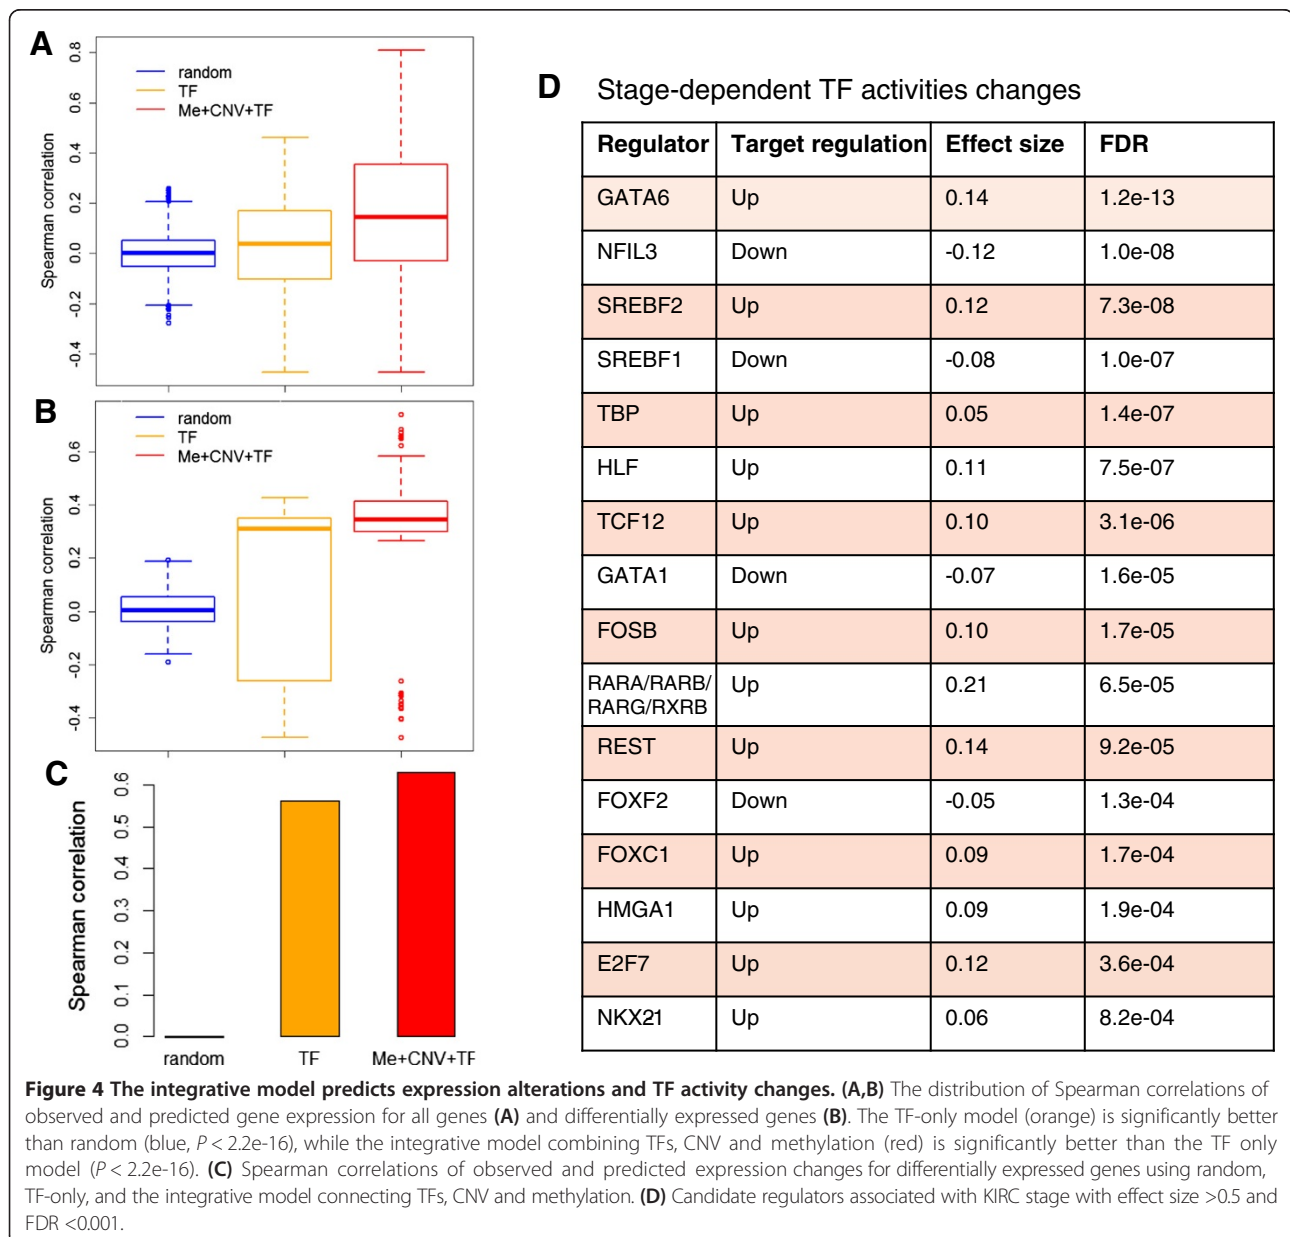 A
0.8
0.6
0.4
0.2
0.0
-0.2
-0.4
Spearman correlation
random
TF
Me+CNV+TF
B
0.6
0.4
0.2
0.0
-0.2
-0.4
Spearman correlation
random
TF
Me+CNV+TF
C
0.6
0.5
0.4
0.3
0.2
0.1
0.0
Spearman correlation
random TF Me+CNV+TF
D Stage-dependent TF activities changes
Regulator Target regulation Effect size FDR
GATA6 Up 0.14 1.2e-13
NFIL3 Down -0.12 1.0e-08
SREBF2 Up 0.12 7.3e-08
SREBF1 Down -0.08 1.0e-07
TBP Up 0.05 1.4e-07
HLF Up 0.11 7.5e-07
TCF12 Up 0.10 3.1e-06
GATA1 Down -0.07 1.6e-05
FOSB Up 0.10 1.7e-05
RARA/RARB/
RARG/RXRB Up 0.21 6.5e-05
REST Up 0.14 9.2e-05
FOXF2 Down -0.05 1.3e-04
FOXC1 Up 0.09 1.7e-04
HMGA1 Up 0.09 1.9e-04
E2F7 Up 0.12 3.6e-04
NKX21 Up 0.06 8.2e-04
Figure 4 The integrative model predicts expression alterations and TF activity changes. (A,B) The distribution of Spearman correlations of
observed and predicted gene expression for all genes (A) and differentially expressed genes (B). The TF-only model (orange) is significantly better
than random (blue, P < 2.2e-16), while the integrative model combining TFs, CNV and methylation (red) is significantly better than the TF only
model (P < 2.2e-16). (C) Spearman correlations of observed and predicted expression changes for differentially expressed genes using random,
TF-only, and the integrative model connecting TFs, CNV and methylation. (D) Candidate regulators associated with KIRC stage with effect size >0.5 and
FDR <0.001.